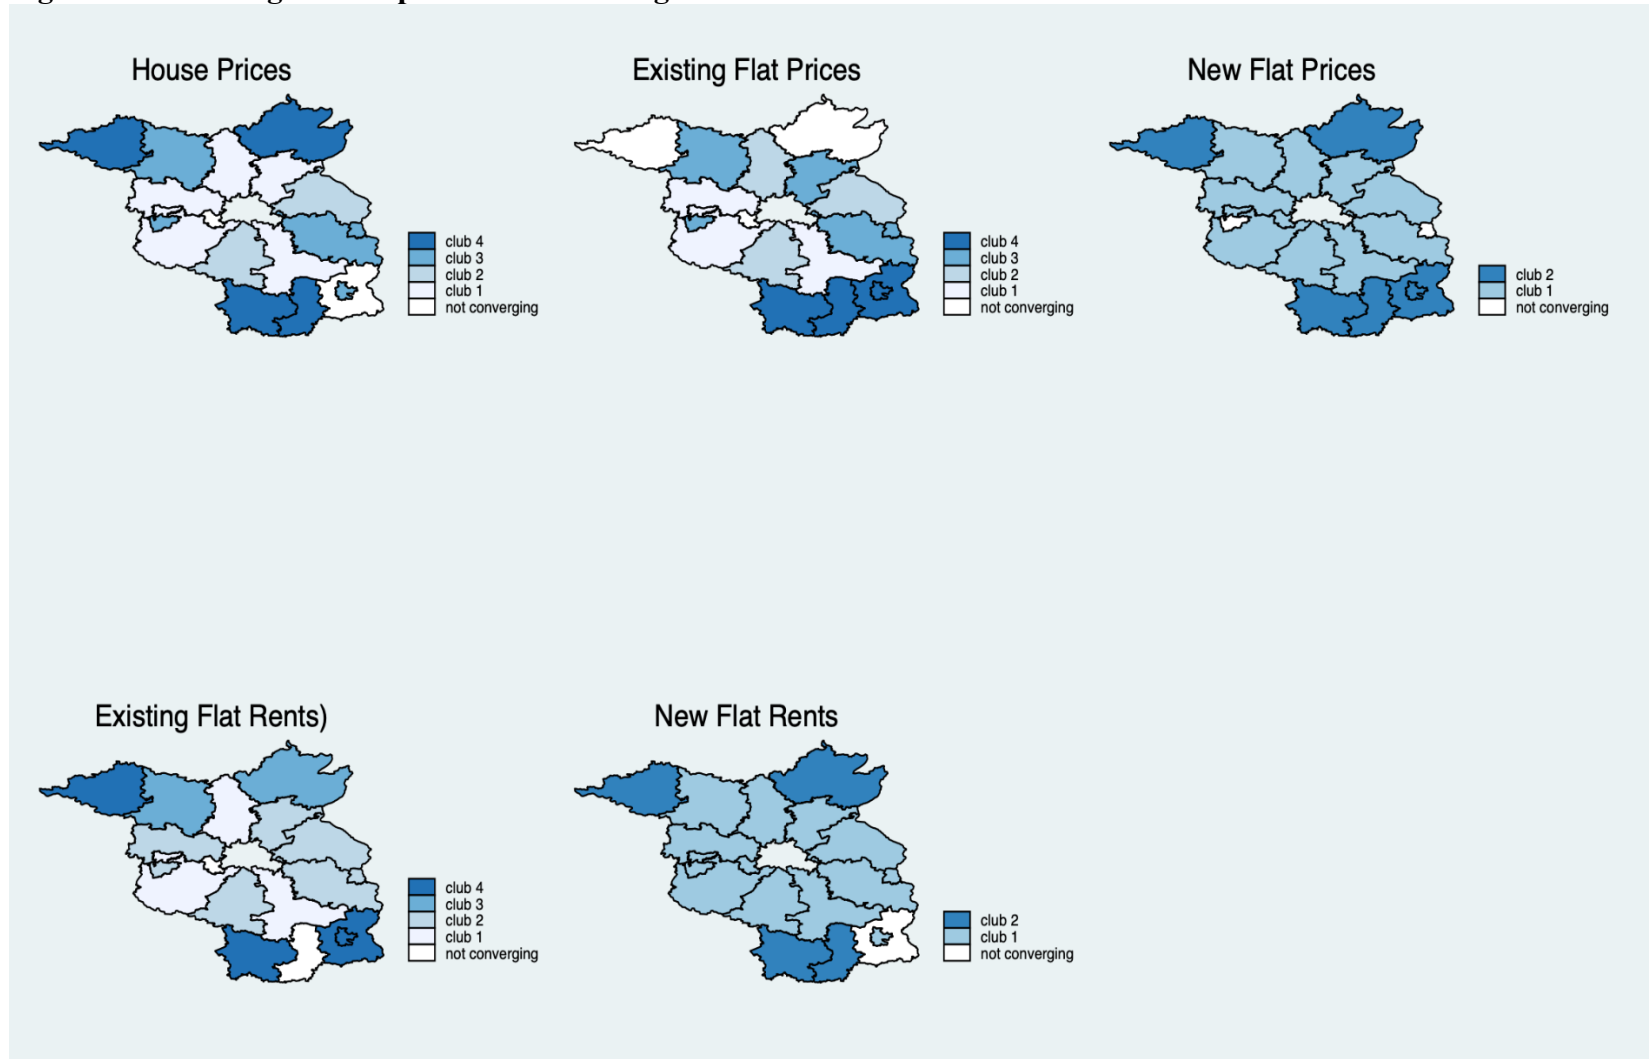 House Prices
club 4
club 3
club 2
club 1
not converging
Existing Flat Prices
club 4
club 3
club 2
club 1
not converging
New Flat Prices
club 2
club 1
not converging
Existing Flat Rents)
club 4
club 3
club 2
club 1
not converging
New Flat Rents
club 2
club 1
not converging